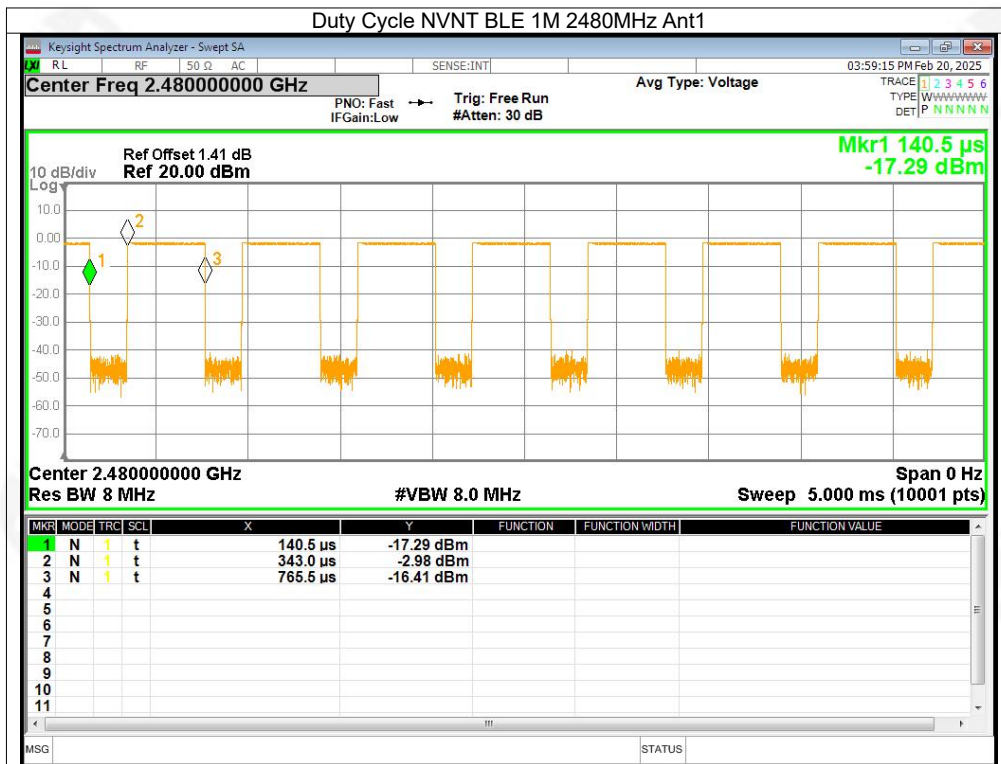 Duty Cycle NVNT BLE 1M 2480MHz Ant1
Keysight Spectrum Analyzer - Swept SA
LXI RL RF 50 Ω AC SENSE:INT 03:59:15 PM Feb 20, 2025
Center Freq 2.480000000 GHz Avg Type: Voltage TRACE 1 2 3 4 5 6
PNO: Fast Trig: Free Run TYPE WWWWWW
IFGain:Low #Atten: 30 dB DET P N N N N N
Mkr1 140.5 µs
Ref Offset 1.41 dB
10 dB/div Ref 20.00 dBm -17.29 dBm
Log
10.0
0.00
-10.0
-20.0
-30.0
-40.0
-50.0
-60.0
-70.0
1
2
3
Center 2.480000000 GHz Span 0 Hz
Res BW 8 MHz #VBW 8.0 MHz Sweep 5.000 ms (10001 pts)
MKR MODE TRC SCL X Y FUNCTION FUNCTION WIDTH FUNCTION VALUE
1 N 1 t 140.5 µs -17.29 dBm
2 N 1 t 343.0 µs -2.98 dBm
3 N 1 t 765.5 µs -16.41 dBm
4
5
6
7
8
9
10
11
MSG STATUS